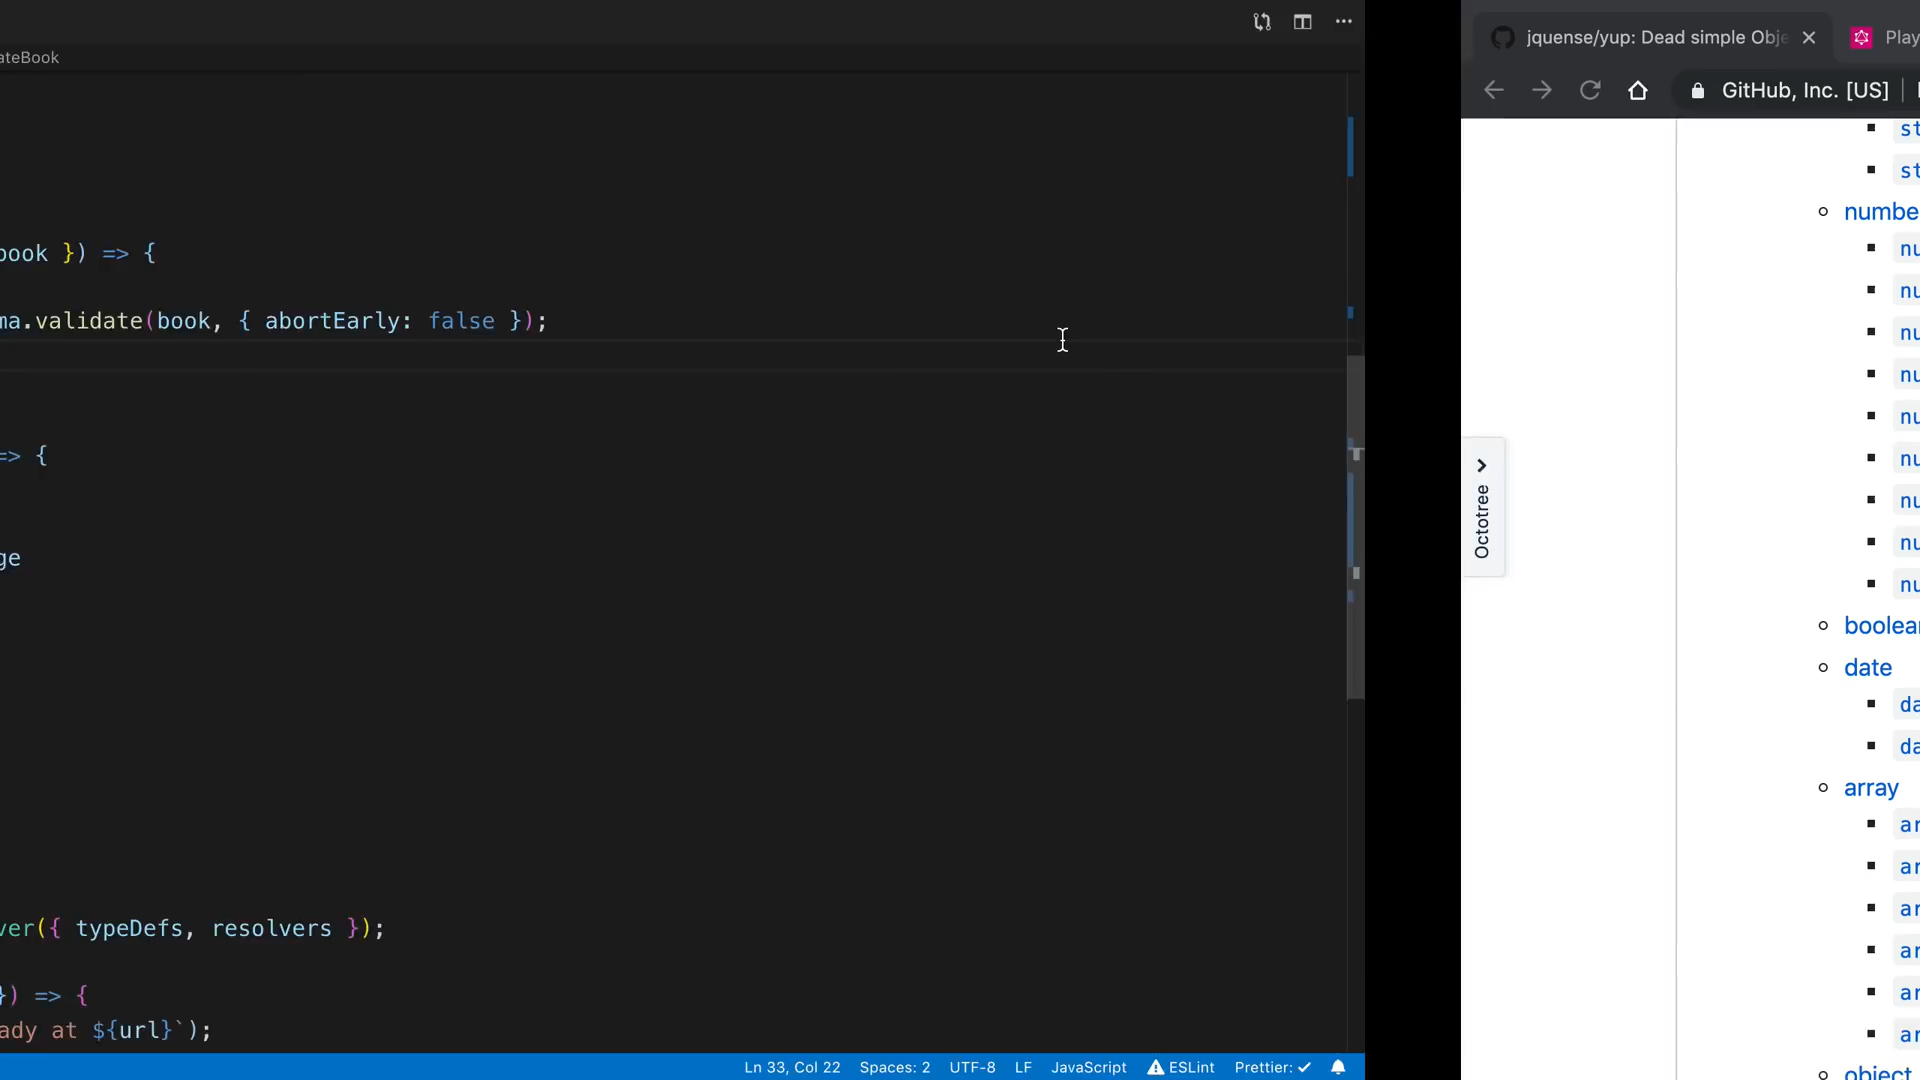 ateBook
book }) => {
ma.validate(book, { abortEarly: false });
=> {
ge
ver({ typeDefs, resolvers });
}) => {
ady at ${url}`);
Ln 33, Col 22
Spaces: 2
UTF-8
LF
JavaScript
ESLint
Prettier:
jquense/yup: Dead simple Obje
Play
GitHub, Inc. [US]
st
st
numbe
nu
nu
nu
nu
nu
nu
nu
nu
nu
boolea
date
da
da
array
ar
ar
ar
ar
ar
ar
object
Octotree